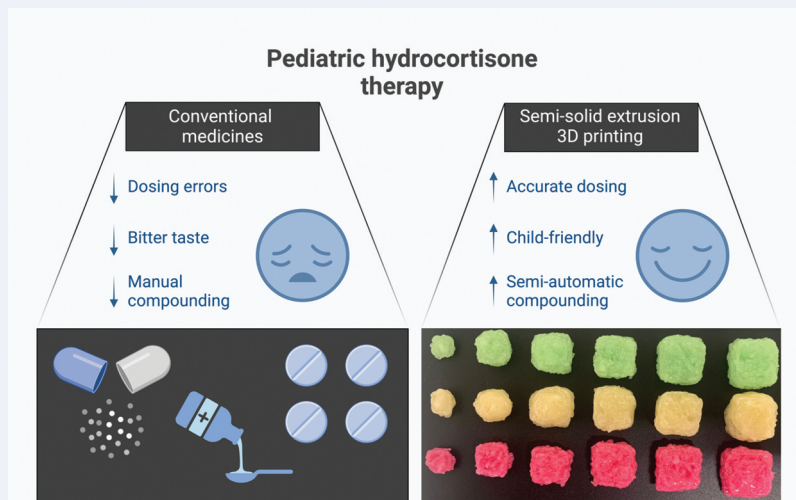 Pediatric hydrocortisone
therapy
Conventional
medicines
Dosing errors
Bitter taste
Manual
compounding
Semi-solid extrusion
3D printing
Accurate dosing
Child-friendly
Semi-automatic
compounding